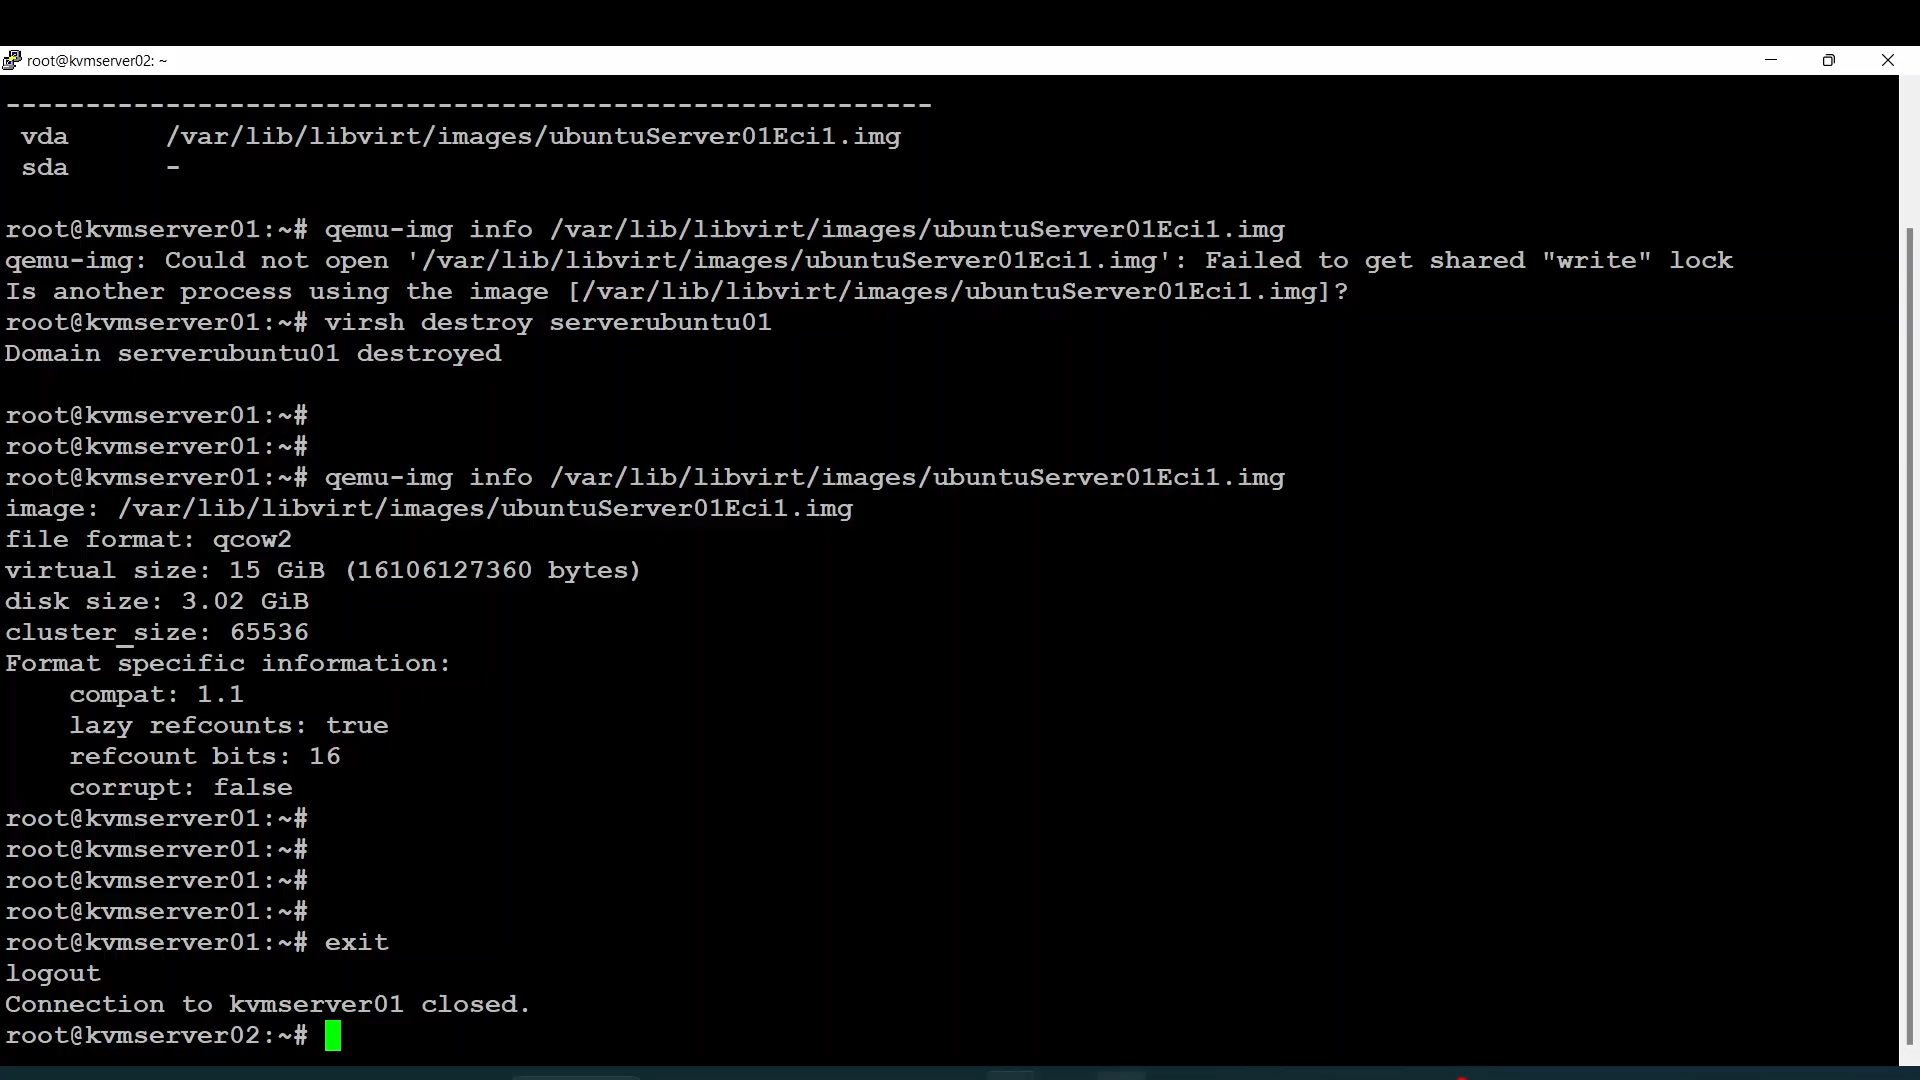 root@kvmserver02: ~
----------------------------------------------------------
vda      /var/lib/libvirt/images/ubuntuServer01Eci1.img
sda      -
root@kvmserver01:~# qemu-img info /var/lib/libvirt/images/ubuntuServer01Eci1.img
qemu-img: Could not open '/var/lib/libvirt/images/ubuntuServer01Eci1.img': Failed to get shared "write" lock
Is another process using the image [/var/lib/libvirt/images/ubuntuServer01Eci1.img]?
root@kvmserver01:~# virsh destroy serverubuntu01
Domain serverubuntu01 destroyed
root@kvmserver01:~#
root@kvmserver01:~#
root@kvmserver01:~# qemu-img info /var/lib/libvirt/images/ubuntuServer01Eci1.img
image: /var/lib/libvirt/images/ubuntuServer01Eci1.img
file format: qcow2
virtual size: 15 GiB (16106127360 bytes)
disk size: 3.02 GiB
cluster_size: 65536
Format specific information:
    compat: 1.1
    lazy refcounts: true
    refcount bits: 16
    corrupt: false
root@kvmserver01:~#
root@kvmserver01:~#
root@kvmserver01:~#
root@kvmserver01:~#
root@kvmserver01:~# exit
logout
Connection to kvmserver01 closed.
root@kvmserver02:~#